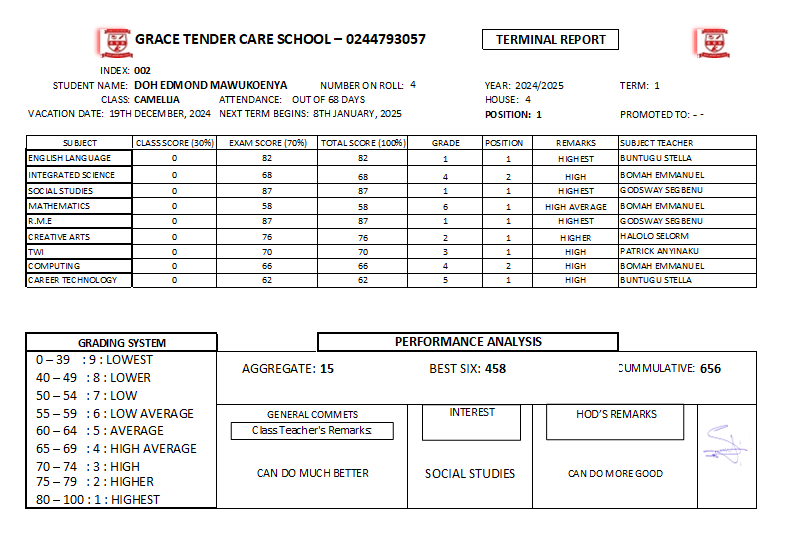 GRACE TENDER CARE SCHOOL – 0244793057
TERMINAL REPORT
INDEX: 002
STUDENT NAME: DOH EDMOND MAWUKOENYA NUMBER ON ROLL: 4 YEAR: 2024/2025 TERM: 1
CLASS: CAMELLIA ATTENDANCE: OUT OF 68 DAYS HOUSE: 4
VACATION DATE: 19TH DECEMBER, 2024 NEXT TERM BEGINS: 8TH JANUARY, 2025 POSITION: 1 PROMOTED TO: - -
SUBJECT CLASS SCORE (30%) EXAM SCORE (70%) TOTAL SCORE (100%) GRADE POSITION REMARKS SUBJECT TEACHER
ENGLISH LANGUAGE 0 82 82 1 1 HIGHEST BUNTUGU STELLA
INTEGRATED SCIENCE 0 68 68 4 2 HIGH BOMAH EMMANUEL
SOCIAL STUDIES 0 87 87 1 1 HIGHEST GODSWAY SEGBENU
MATHEMATICS 0 58 58 6 1 HIGH AVERAGE BOMAH EMMANUEL
R.M.E 0 87 87 1 1 HIGHEST GODSWAY SEGBENU
CREATIVE ARTS 0 76 76 2 1 HIGHER HALOLO SELORM
TWI 0 70 70 3 1 HIGH PATRICK ANYINAKU
COMPUTING 0 66 66 4 2 HIGH BOMAH EMMANUEL
CAREER TECHNOLOGY 0 62 62 5 1 HIGH BUNTUGU STELLA
GRADING SYSTEM
0 – 39 : 9 : LOWEST
40 – 49 : 8 : LOWER
50 – 54 : 7 : LOW
55 – 59 : 6 : LOW AVERAGE
60 – 64 : 5 : AVERAGE
65 – 69 : 4 : HIGH AVERAGE
70 – 74 : 3 : HIGH
75 – 79 : 2 : HIGHER
80 – 100 : 1 : HIGHEST
PERFORMANCE ANALYSIS
AGGREGATE: 15 BEST SIX: 458 CUMMULATIVE: 656
GENERAL COMMETS
Class Teacher's Remarks:
CAN DO MUCH BETTER
INTEREST
SOCIAL STUDIES
HOD'S REMARKS
CAN DO MORE GOOD